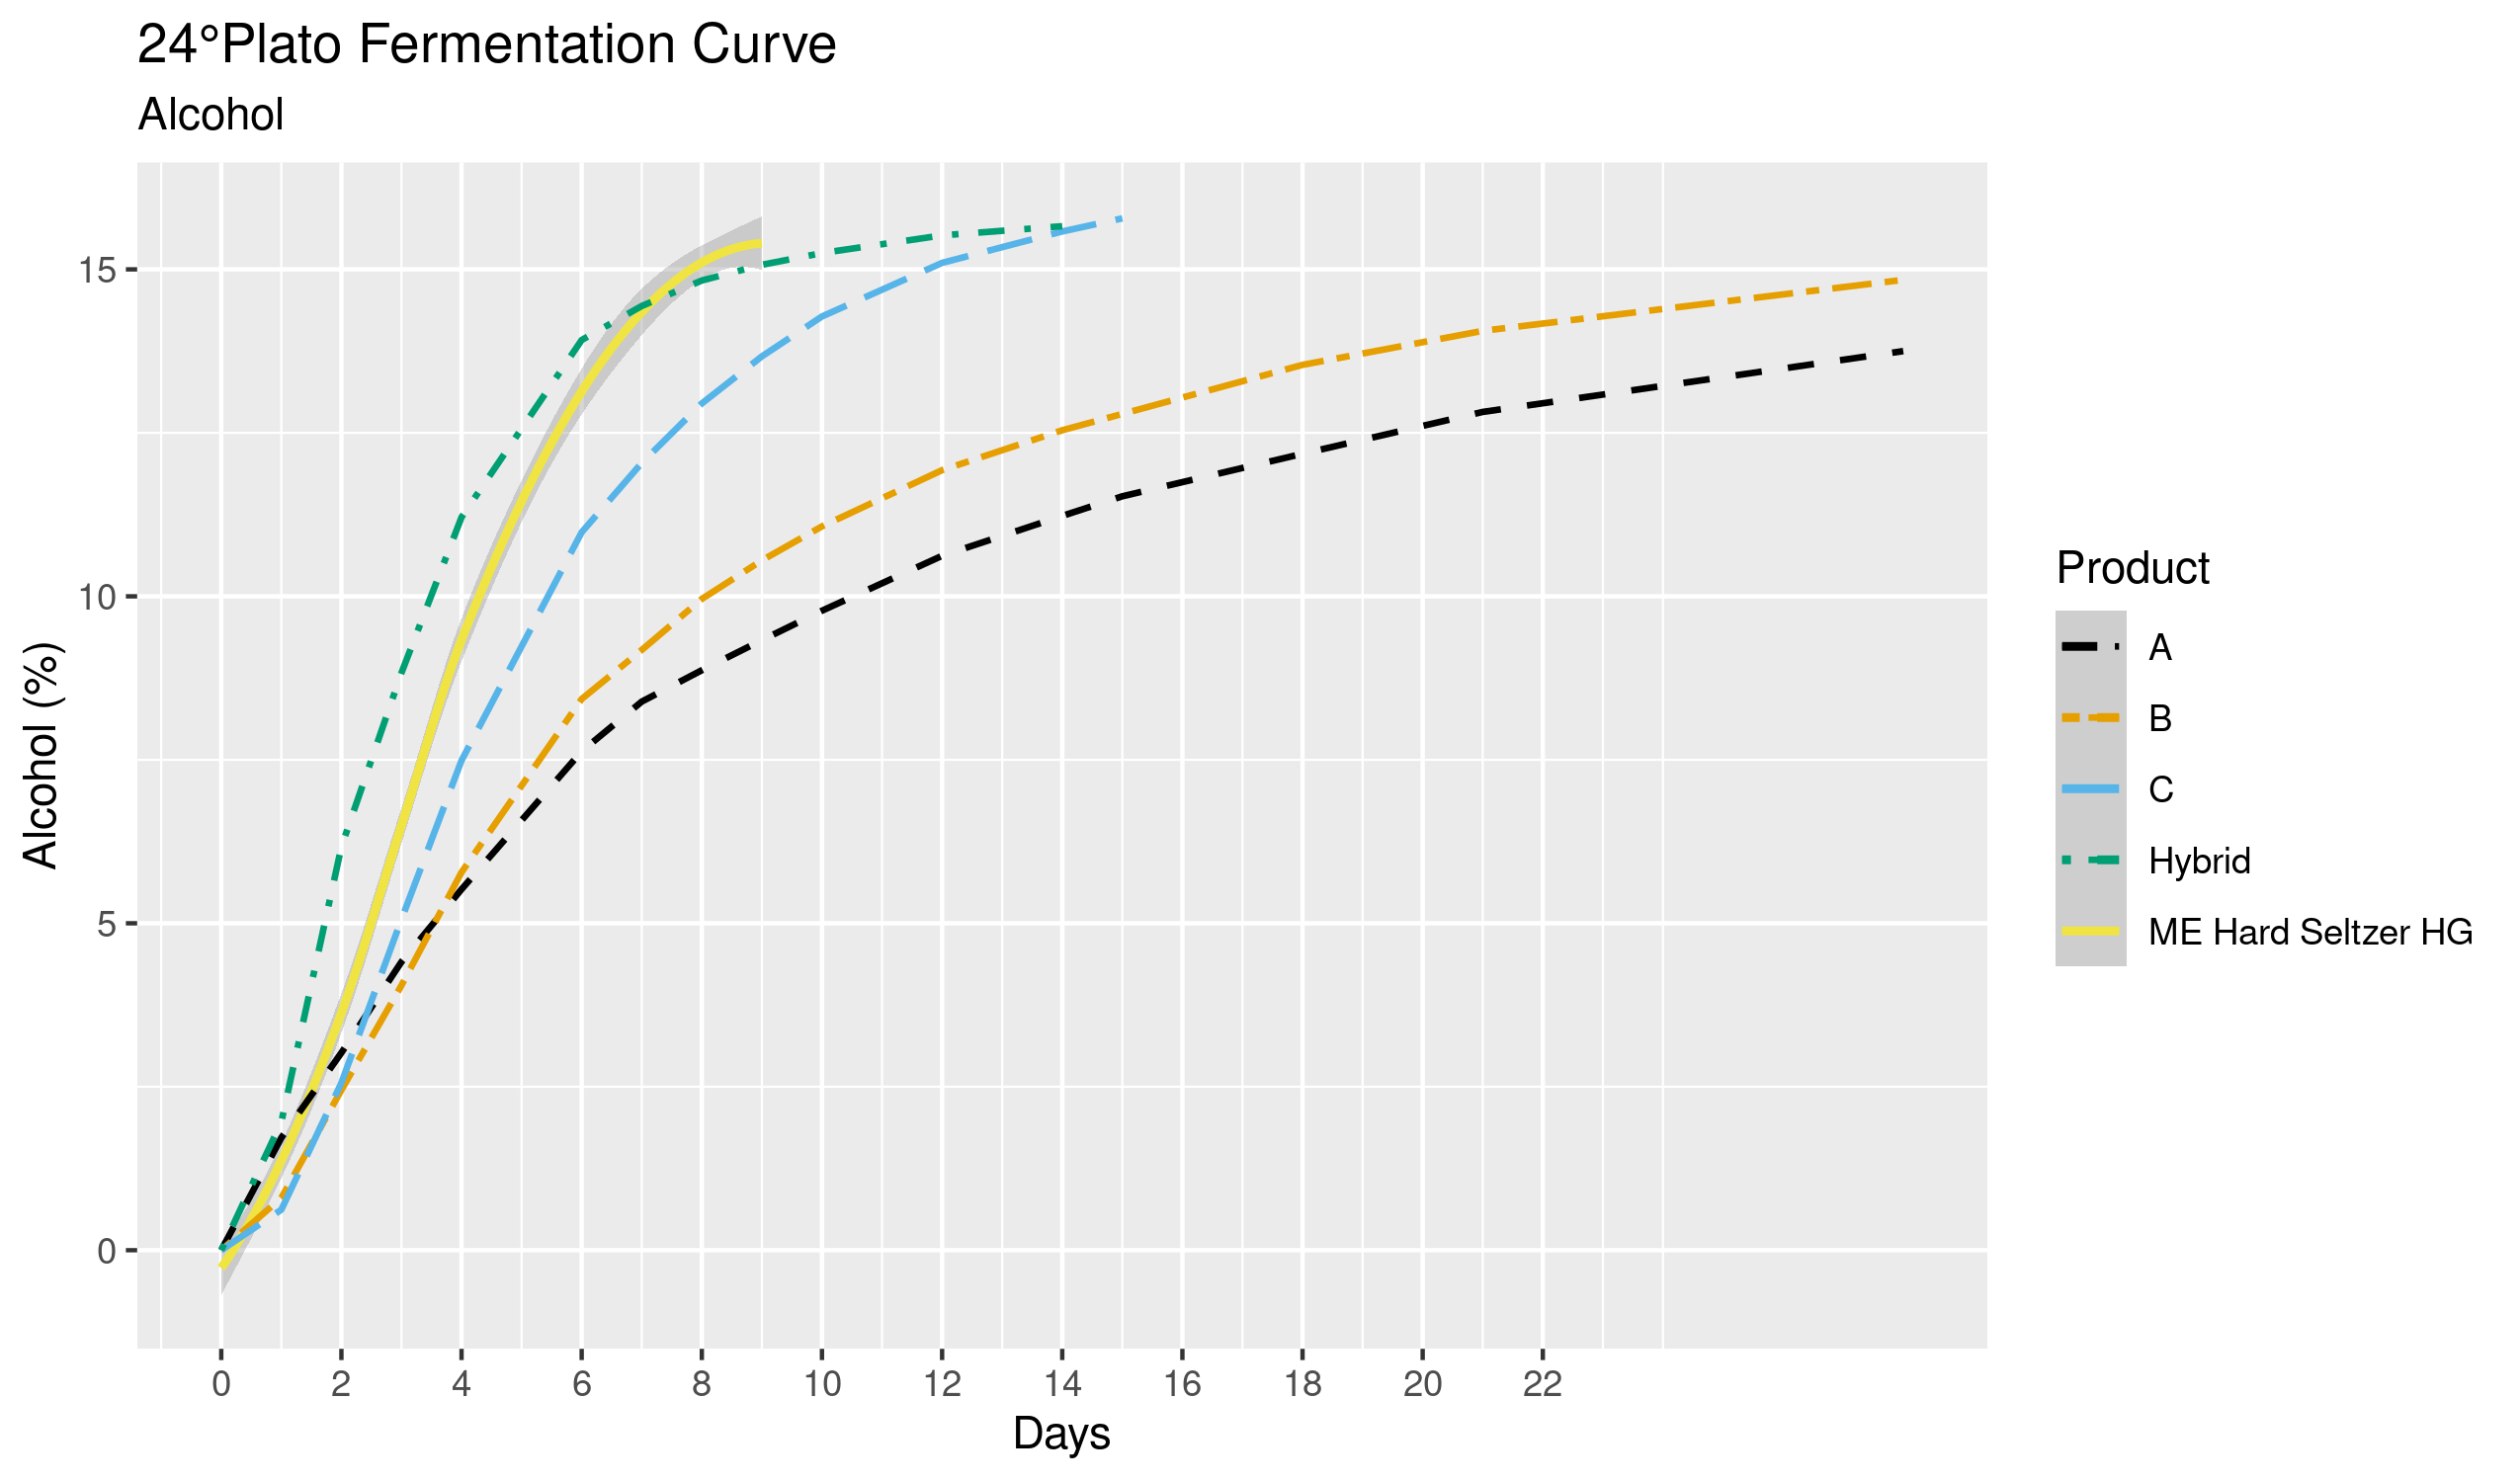 24°Plato Fermentation Curve
Alcohol
Alcohol (%)
15
10
5
0
0 2 4 6 8 10 12 14 16 18 20 22
Days
Product
A
B
C
Hybrid
ME Hard Seltzer HG